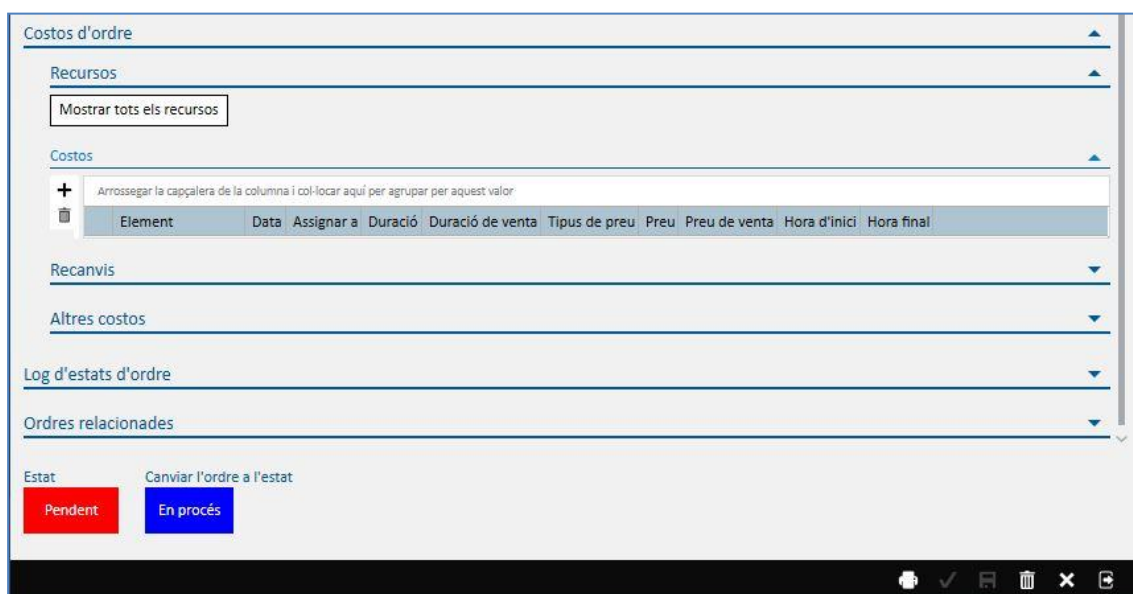 Costos d'ordre
Recursos
Mostrar tots els recursos
Costos
Arrossegar la capçalera de la columna i col·locar aquí per agrupar per aquest valor
Element Data Assignar a Duració Duració de venta Tipus de preu Preu Preu de venta Hora d'inici Hora final
Recanvis
Altres costos
Log d'estats d'ordre
Ordres relacionades
Estat Canviar l'ordre a l'estat
Pendent En procés